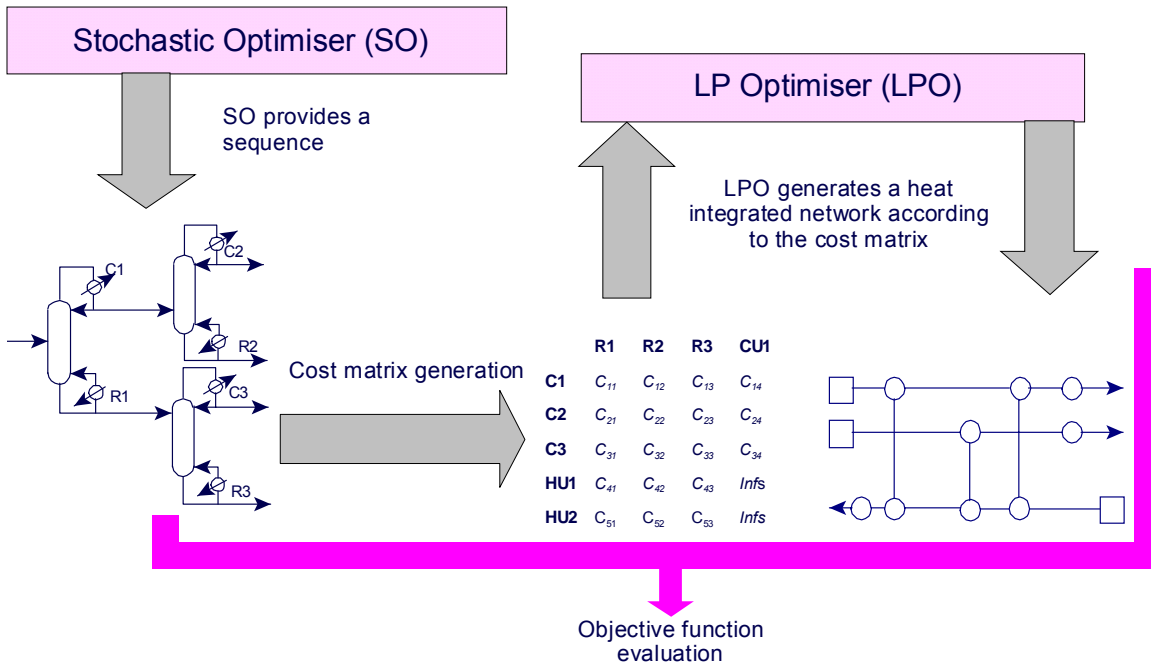 Stochastic Optimiser (SO)
LP Optimiser (LPO)
SO provides a
sequence
LPO generates a heat
integrated network according
to the cost matrix
C1
C2
R2
R1
C3
R3
Cost matrix generation
R1 R2 R3 CU1
C1 C11 C12 C13 C14
C2 C21 C22 C23 C24
C3 C31 C32 C33 C34
HU1 C41 C42 C43 Infs
HU2 C51 C52 C53 Infs
Objective function
evaluation